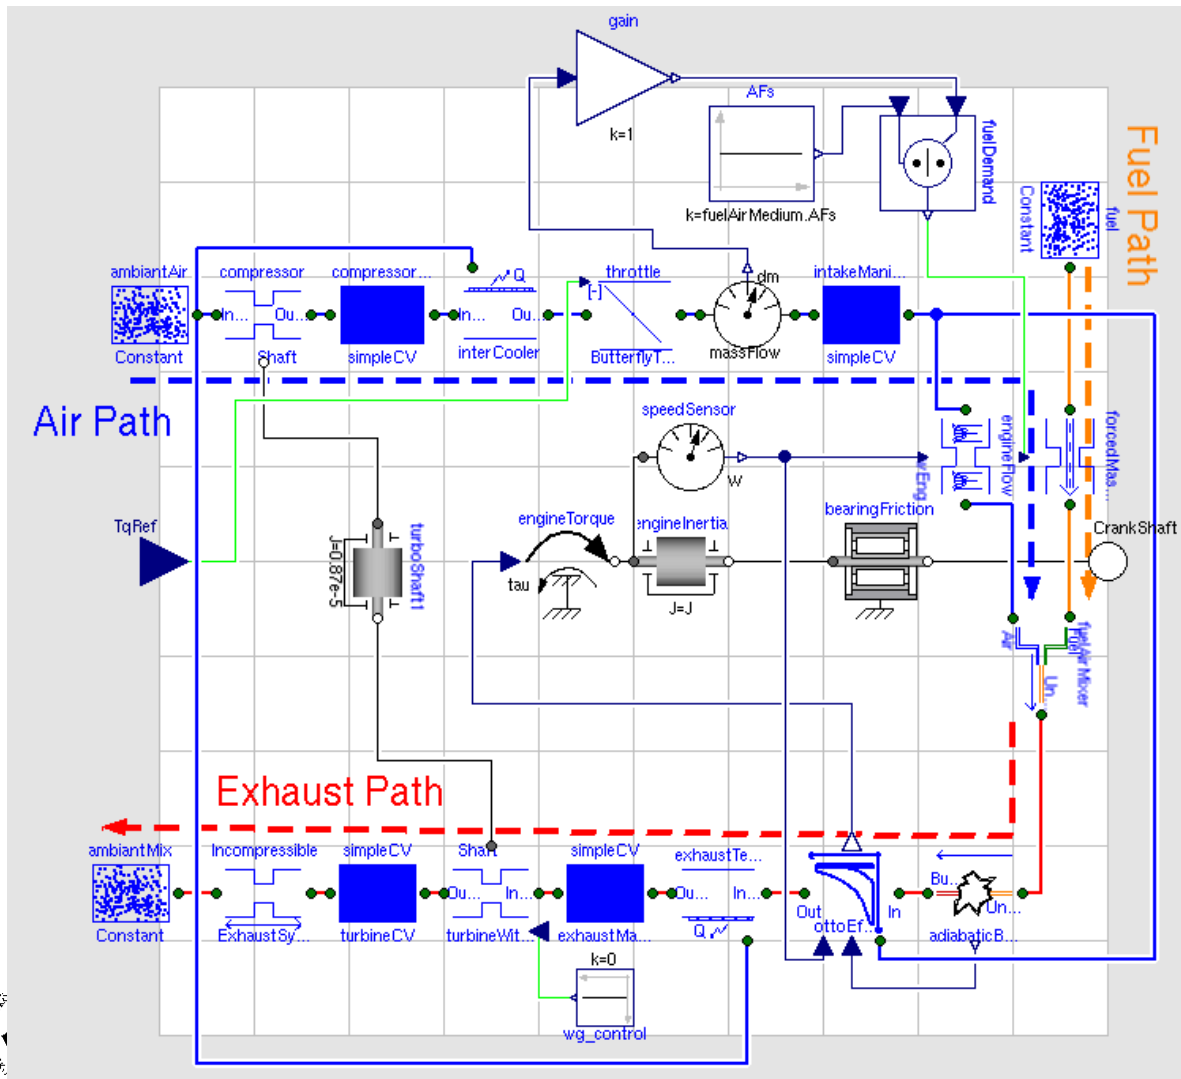 gain
k=1
AFs
k=fuelAirMedium.AFs
fuelDemand
Fuel Path
fuel
Constant
ambiantAir
Constant
compressor
In...
Ou...
Shaft
compressor...
simpleCV
Q
In...
Ou...
interCooler
throttle
[-]
ButterflyT...
dm
massFlow
intakeMani...
simpleCV
Air Path
speedSensor
w
wEng
engineFlow
forcedMas...
TqRef
turboShaft1
J=0.87e-5
engineTorque
tau
engineInertia
J=J
bearingFriction
CrankShaft
Air
Fuel
fuelAirMixer
Un...
Exhaust Path
ambiantMix
Constant
Incompressible
ExhaustSy...
simpleCV
turbineCV
Shaft
Ou...
In...
turbineWit...
simpleCV
exhaustMa...
exhaustTe...
Ou...
In...
Q
Out
In
ottoEf...
Bu...
Un...
adiabaticB...
k=0
wg_control